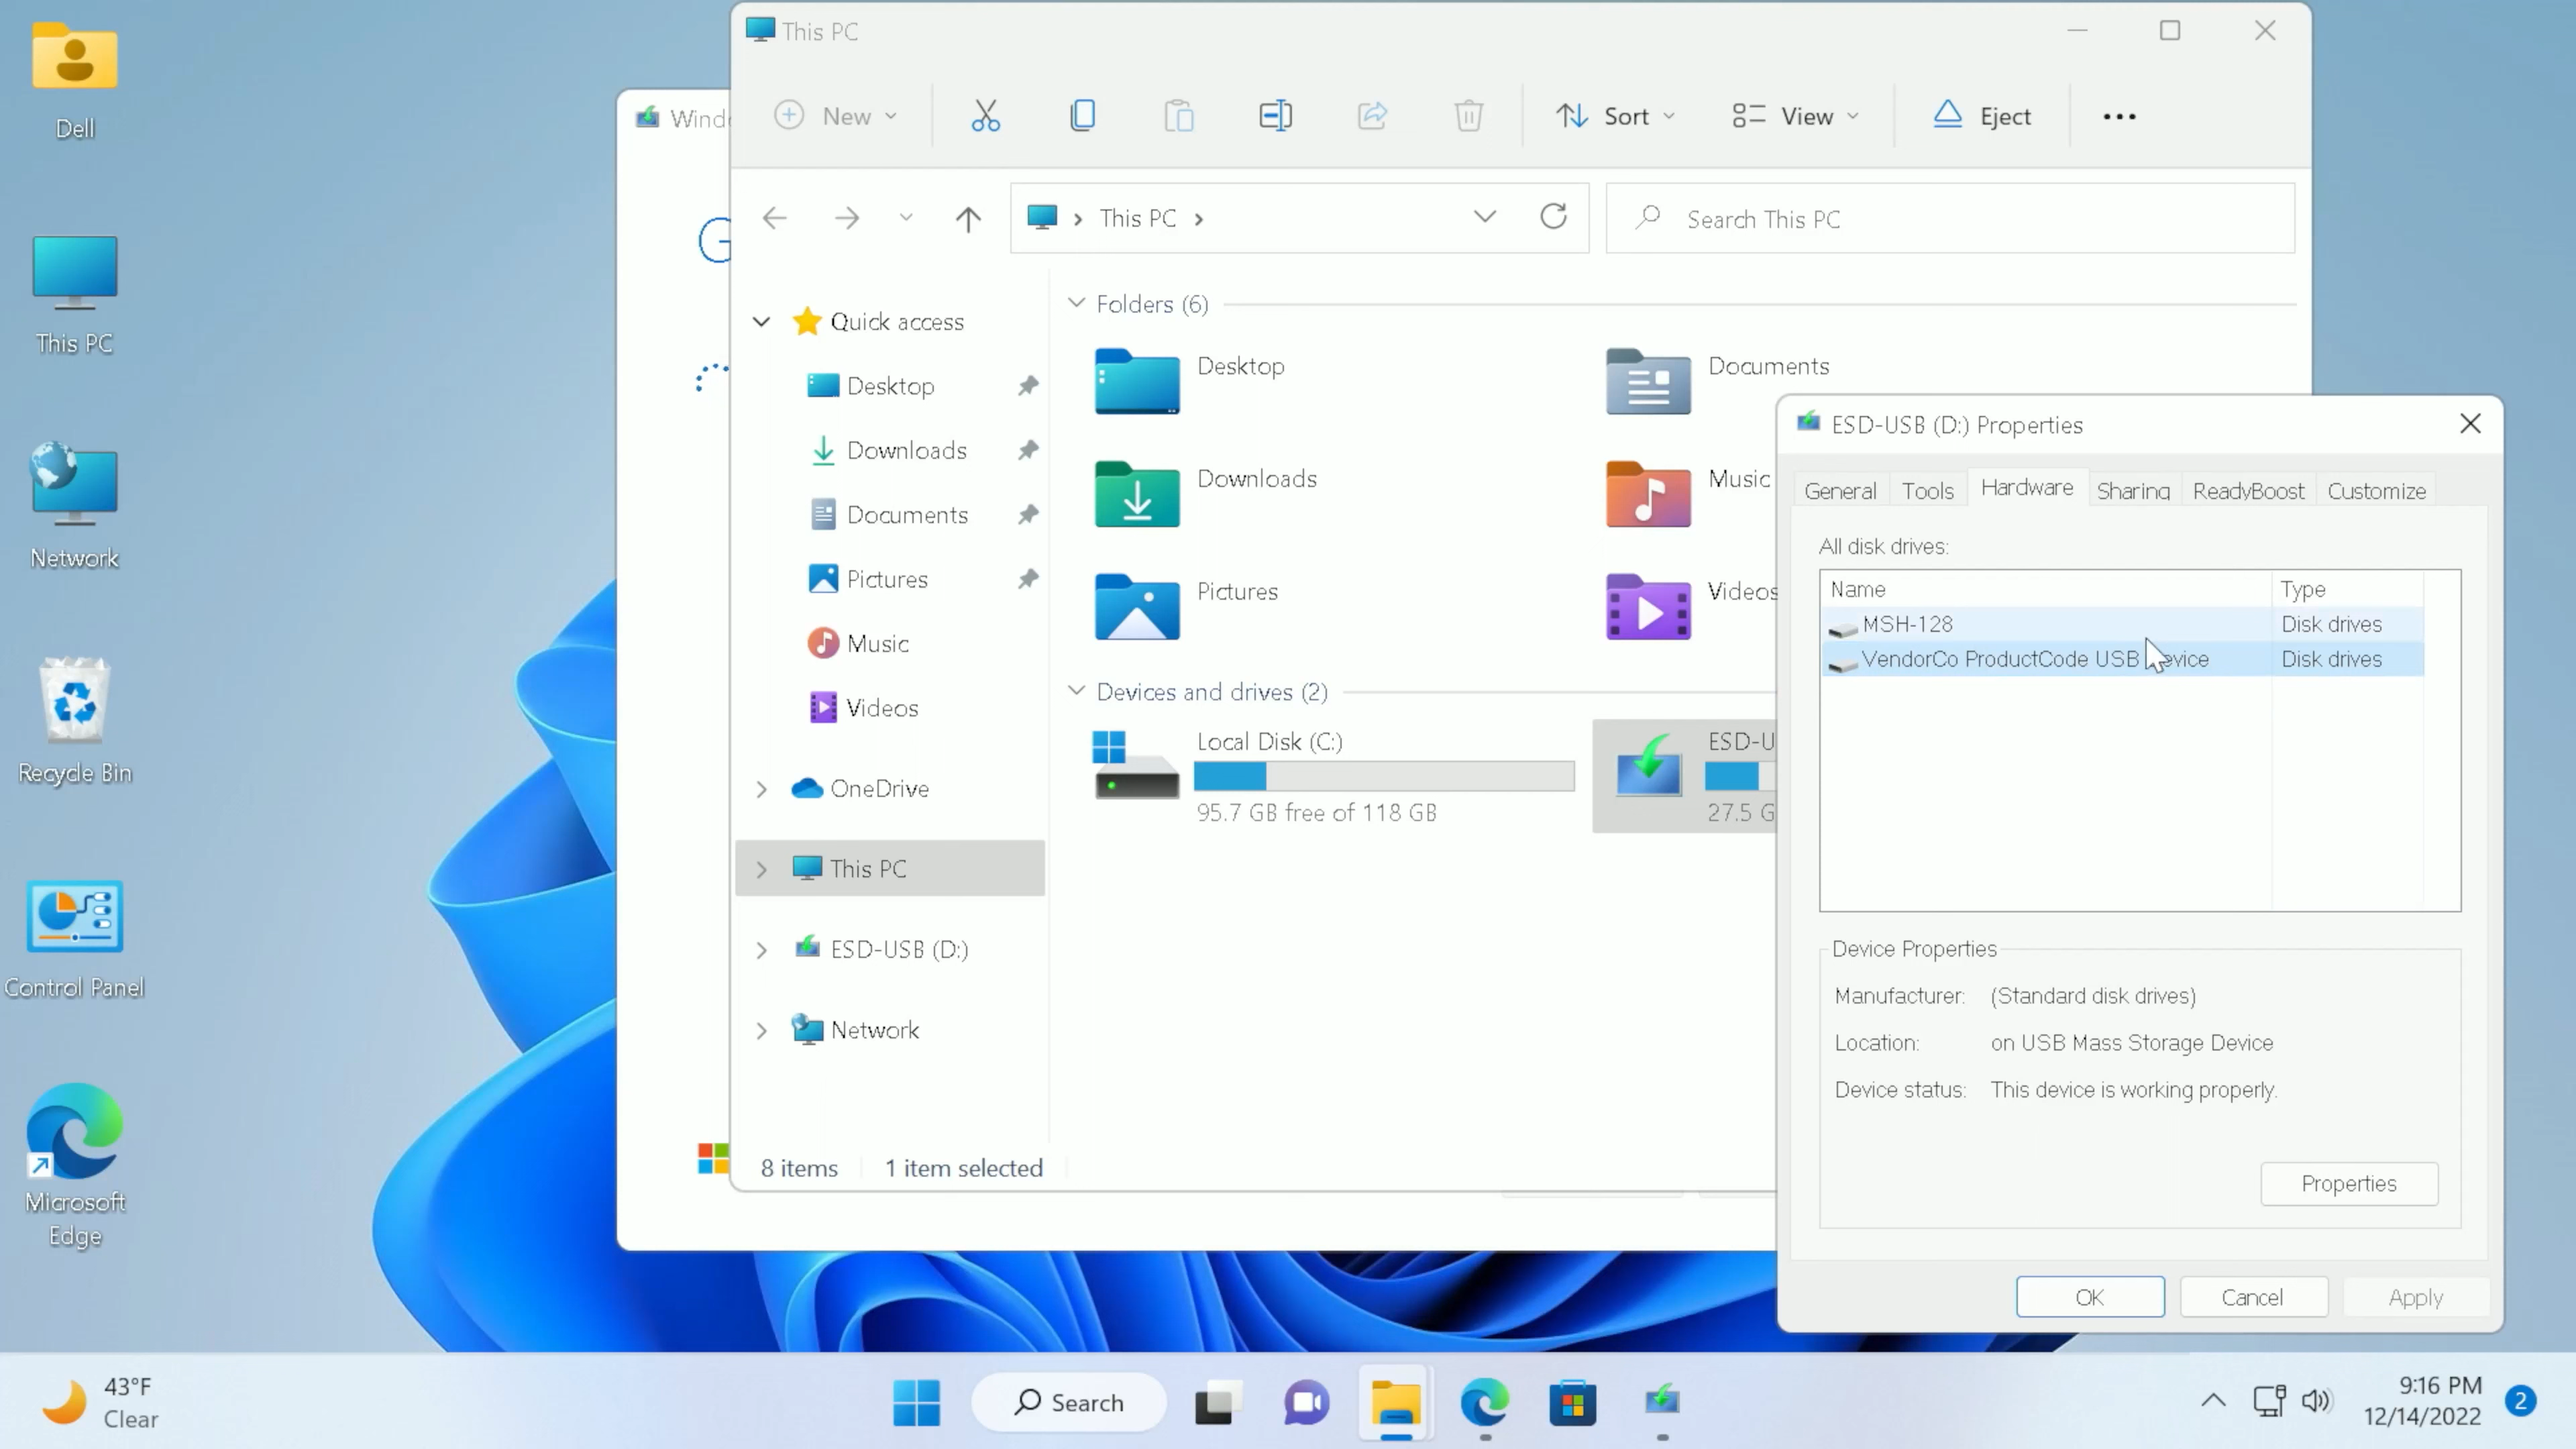 Dell
This PC
Network
Recycle Bin
Control Panel
Microsoft
Edge
Wind
G
This PC
New
Sort
View
Eject
This PC
Search This PC
Quick access
Desktop
Downloads
Documents
Pictures
Music
Videos
OneDrive
This PC
ESD-USB (D:)
Network
Folders (6)
Desktop
Documents
Downloads
Music
Pictures
Videos
Devices and drives (2)
Local Disk (C:)
95.7 GB free of 118 GB
ESD-U
27.5 G
8 items
1 item selected
ESD-USB (D:) Properties
General Tools Hardware Sharing ReadyBoost Customize
All disk drives:
Name Type
MSH-128 Disk drives
VendorCo ProductCode USB evice Disk drives
Device Properties
Manufacturer: (Standard disk drives)
Location: on USB Mass Storage Device
Device status: This device is working properly.
Properties
OK Cancel Apply
43°F
Clear
Search
9:16 PM
12/14/2022
2